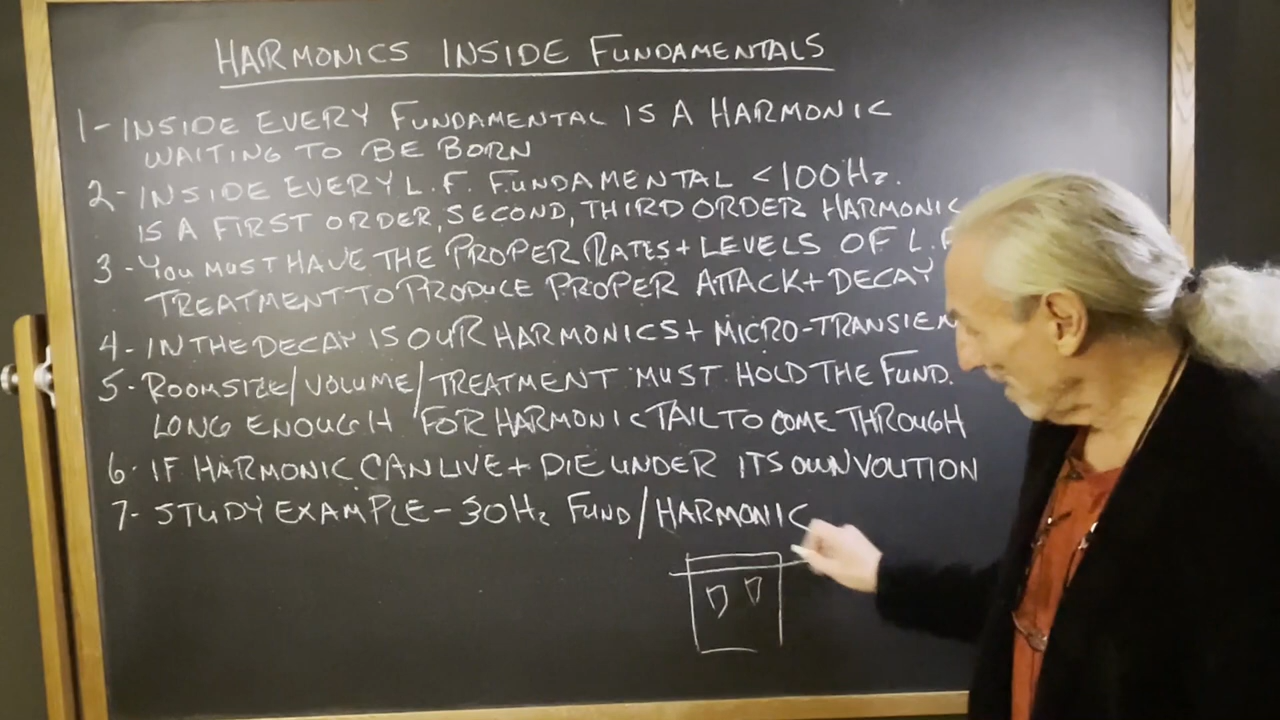 HARMONICS INSIDE FUNDAMENTALS
1- INSIDE EVERY FUNDAMENTAL IS A HARMONIC
WAITING TO BE BORN
2- INSIDE EVERY L.F. FUNDAMENTAL <100Hz.
IS A FIRST ORDER, SECOND, THIRD ORDER HARMONIC
3- YOU MUST HAVE THE PROPER RATES + LEVELS OF L.F
TREATMENT TO PRODUCE PROPER ATTACK + DECAY
4- IN THE DECAY IS OUR HARMONICS + MICRO-TRANSIEN
5- ROOM SIZE/VOLUME/TREATMENT MUST HOLD THE FUND.
LONG ENOUGH FOR HARMONIC TAIL TO COME THROUGH
6- IF HARMONIC CAN LIVE + DIE UNDER ITS OWN VOLITION
7- STUDY EXAMPLE - 30Hz FUND/HARMONIC